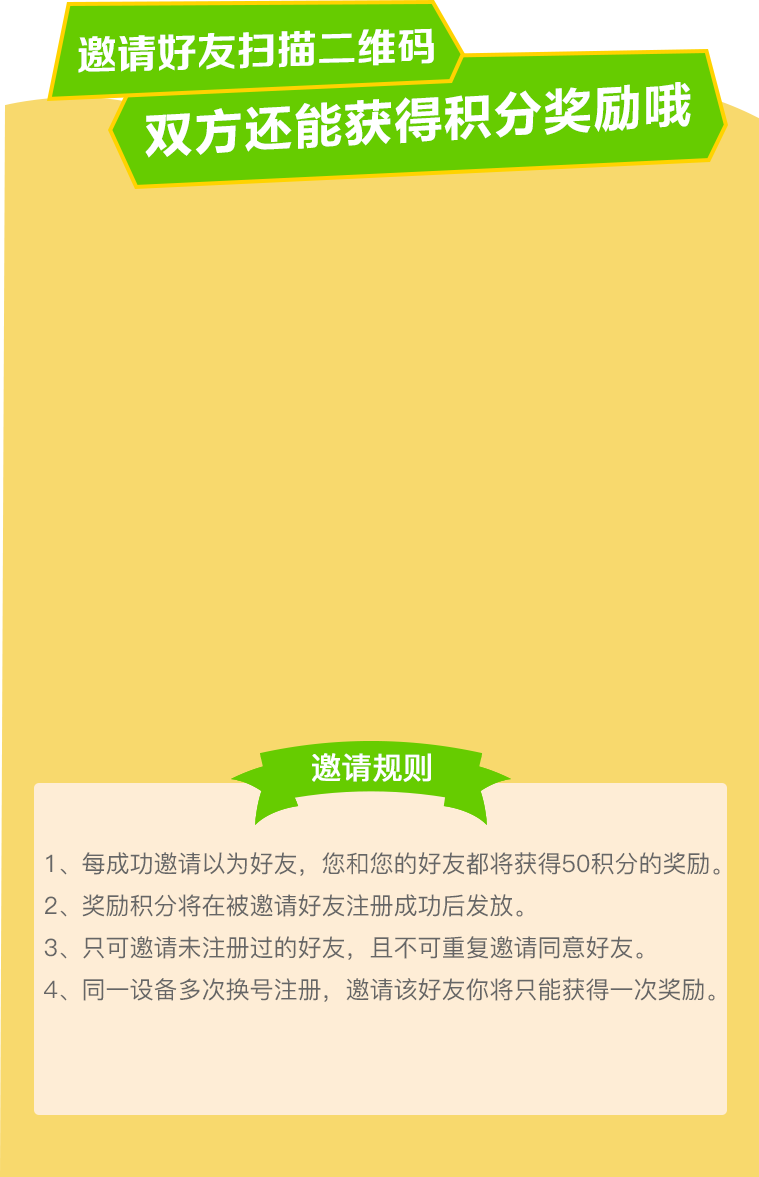 邀请好友扫描二维码
双方还能获得积分奖励哦
邀请规则
1、每成功邀请以为好友，您和您的好友都将获得50积分的奖励。
2、奖励积分将在被邀请好友注册成功后发放。
3、只可邀请未注册过的好友，且不可重复邀请同意好友。
4、同一设备多次换号注册，邀请该好友你将只能获得一次奖励。